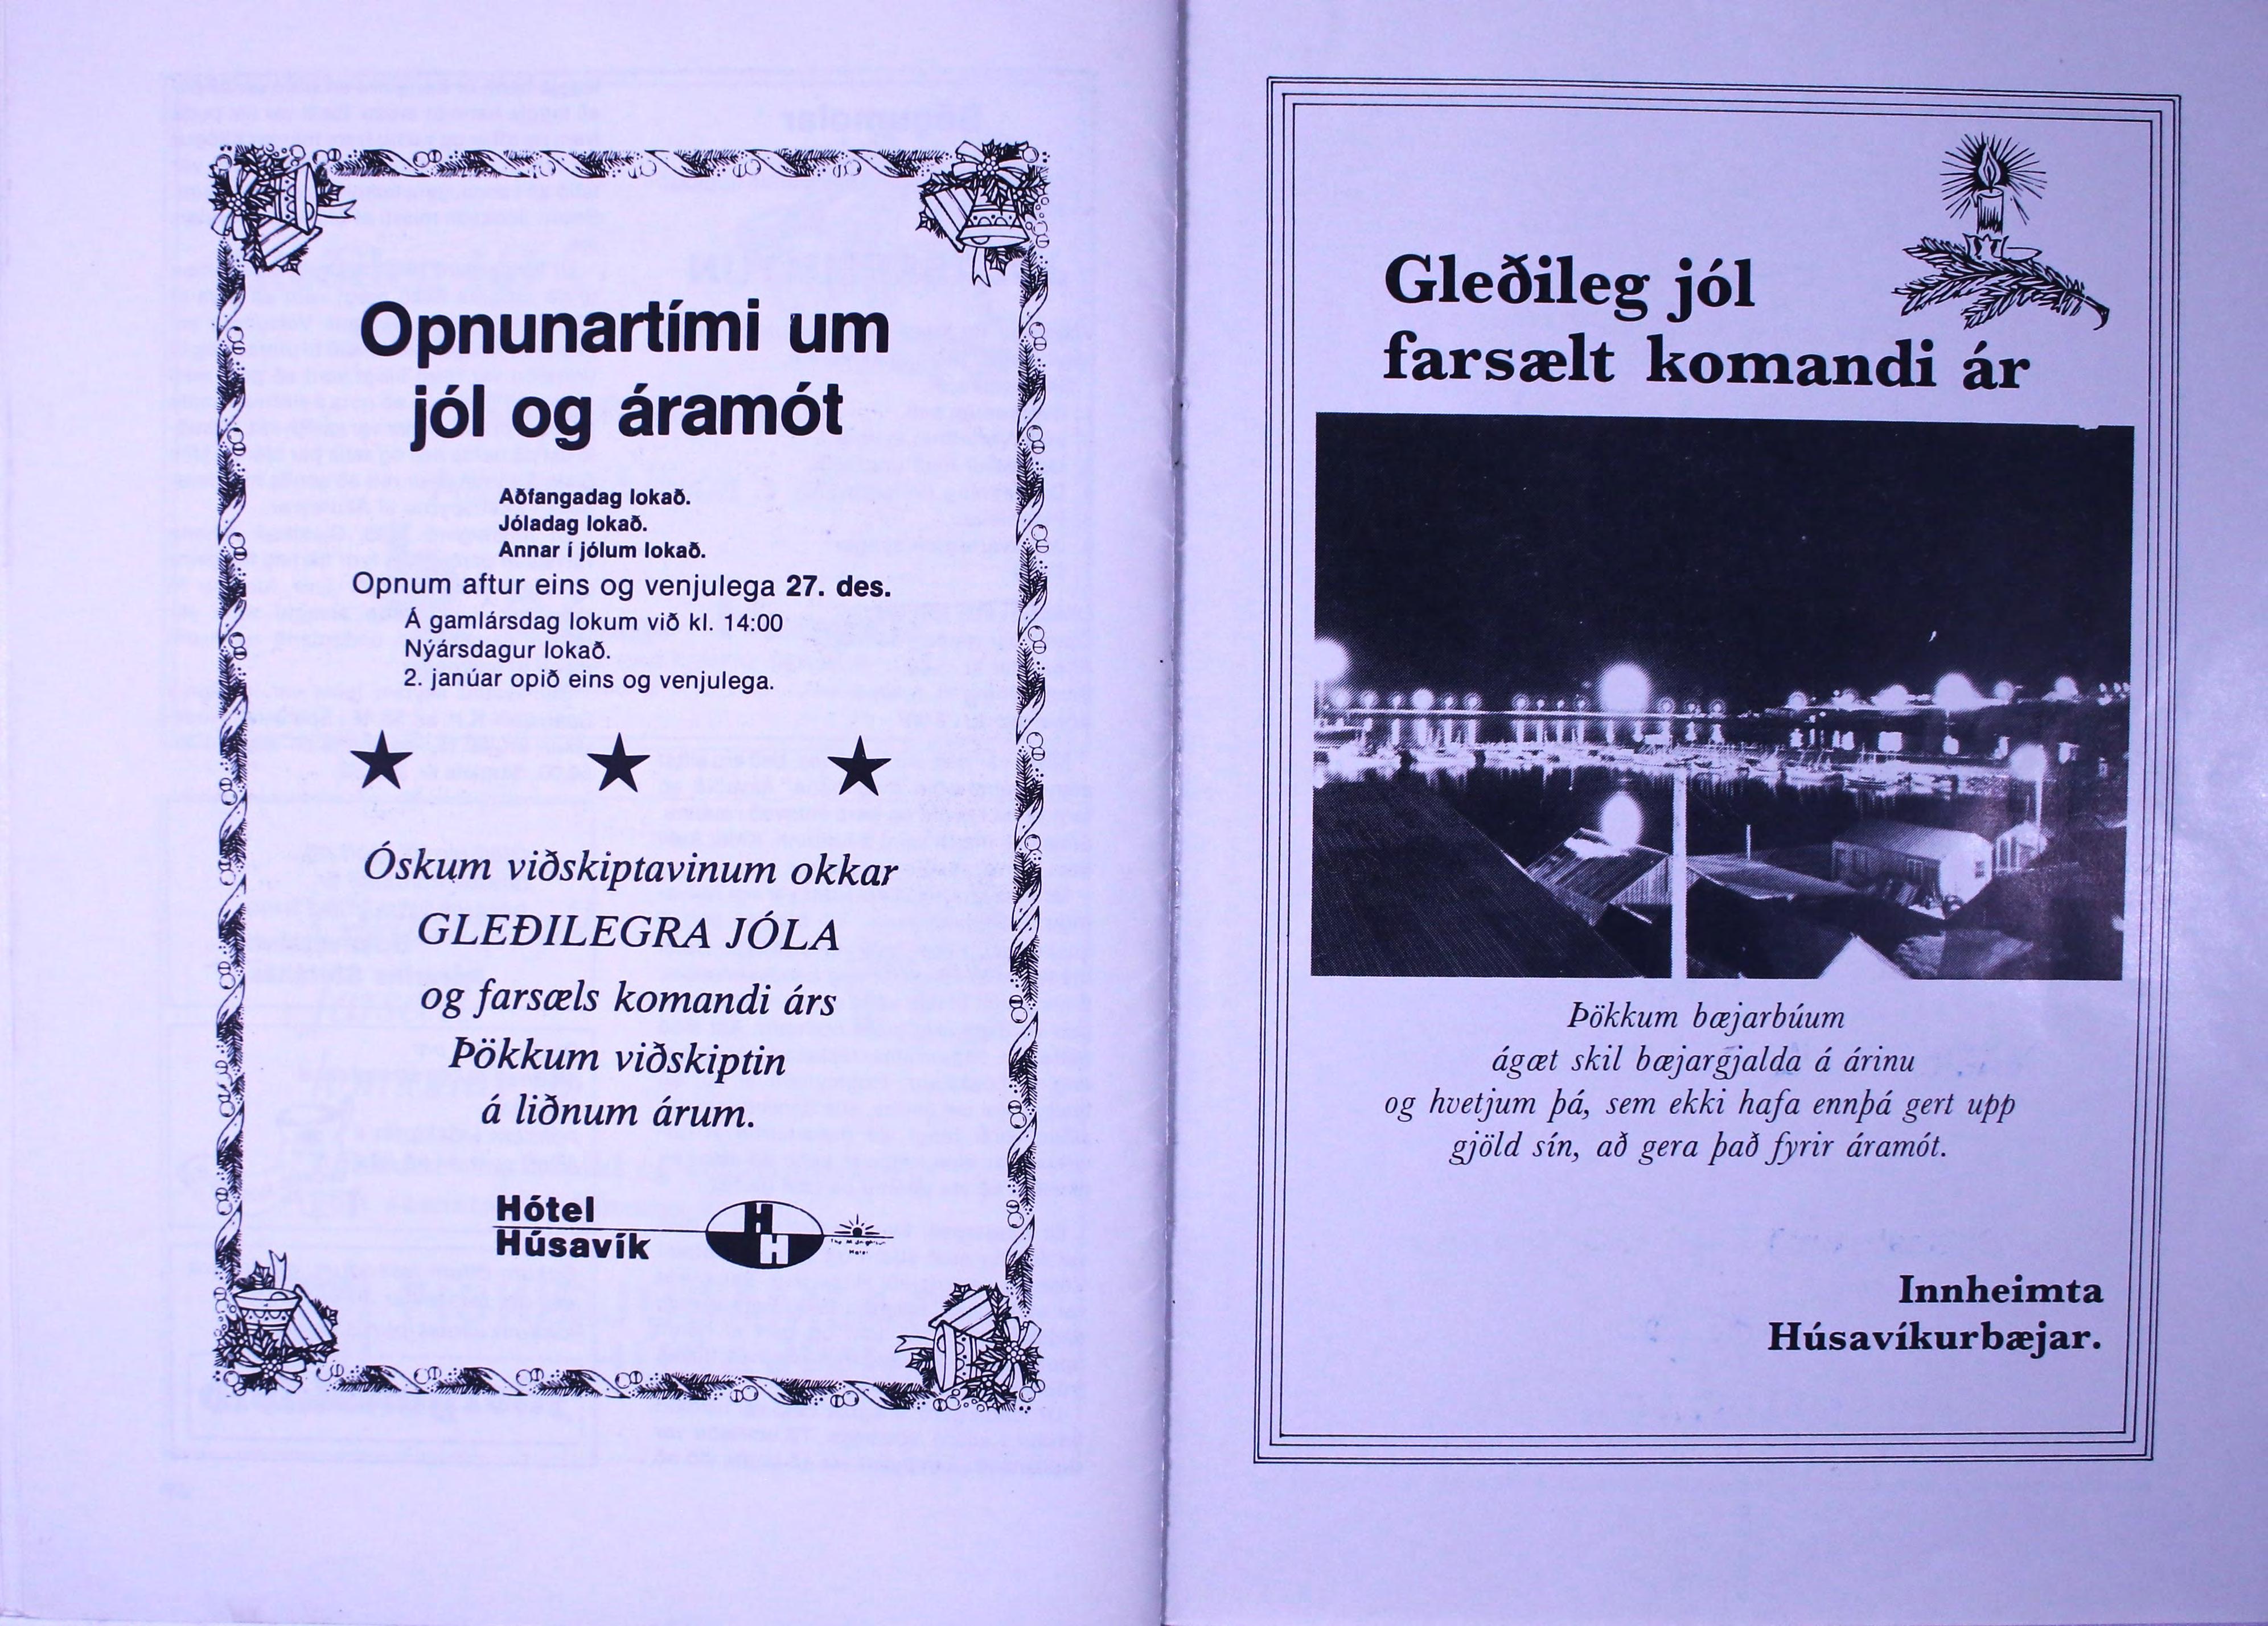 Opnunartími um
jól og áramót
Aðfangadag lokað.
Jóladag lokað.
Annar í jólum lokað.
Opnum aftur eins og venjulega 27. des.
Á gamlársdag lokum við kl. 14:00
Nýársdagur lokað.
2. janúar opið eins og venjulega.
Óskum viðskiptavinum okkar
GLEÐILEGRA JÓLA
og farsæls komandi árs
Þökkum viðskiptin
á liðnum árum.
Hótel
Húsavík
H
H
Gleðileg jól
farsælt komandi ár
Þökkum bæjarbúum
ágæt skil bæjargjalda á árinu
og hvetjum þá, sem ekki hafa ennþá gert upp
gjöld sín, að gera það fyrir áramót.
Innheimta
Húsavíkurbæjar.